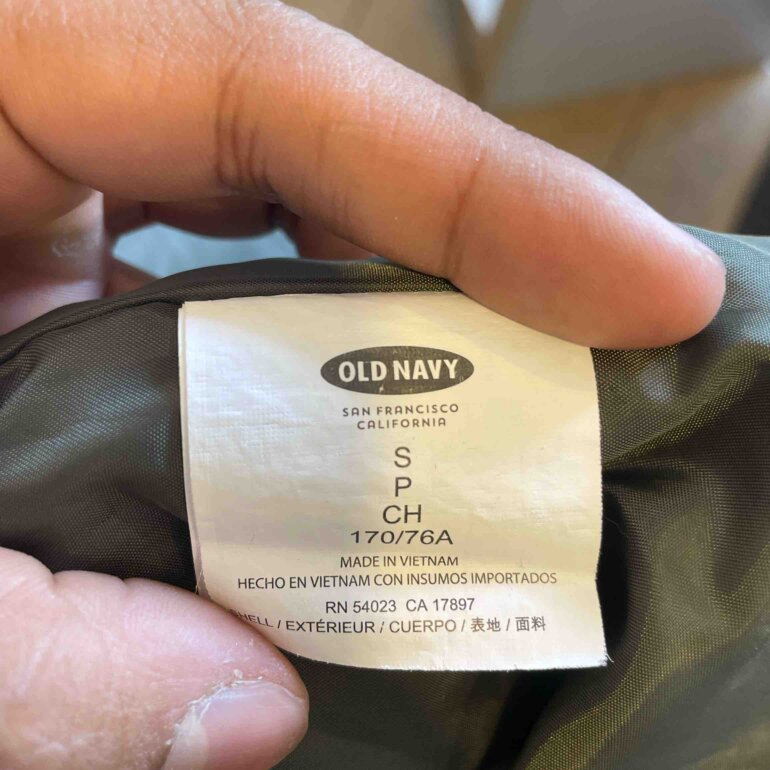 OLD NAVY
SAN FRANCISCO
CALIFORNIA
S
P
CH
170/76A
MADE IN VIETNAM
HECHO EN VIETNAM CON INSUMOS IMPORTADOS
RN 54023 CA 17897
SHELL / EXTÉRIEUR / CUERPO / 表地 / 面料